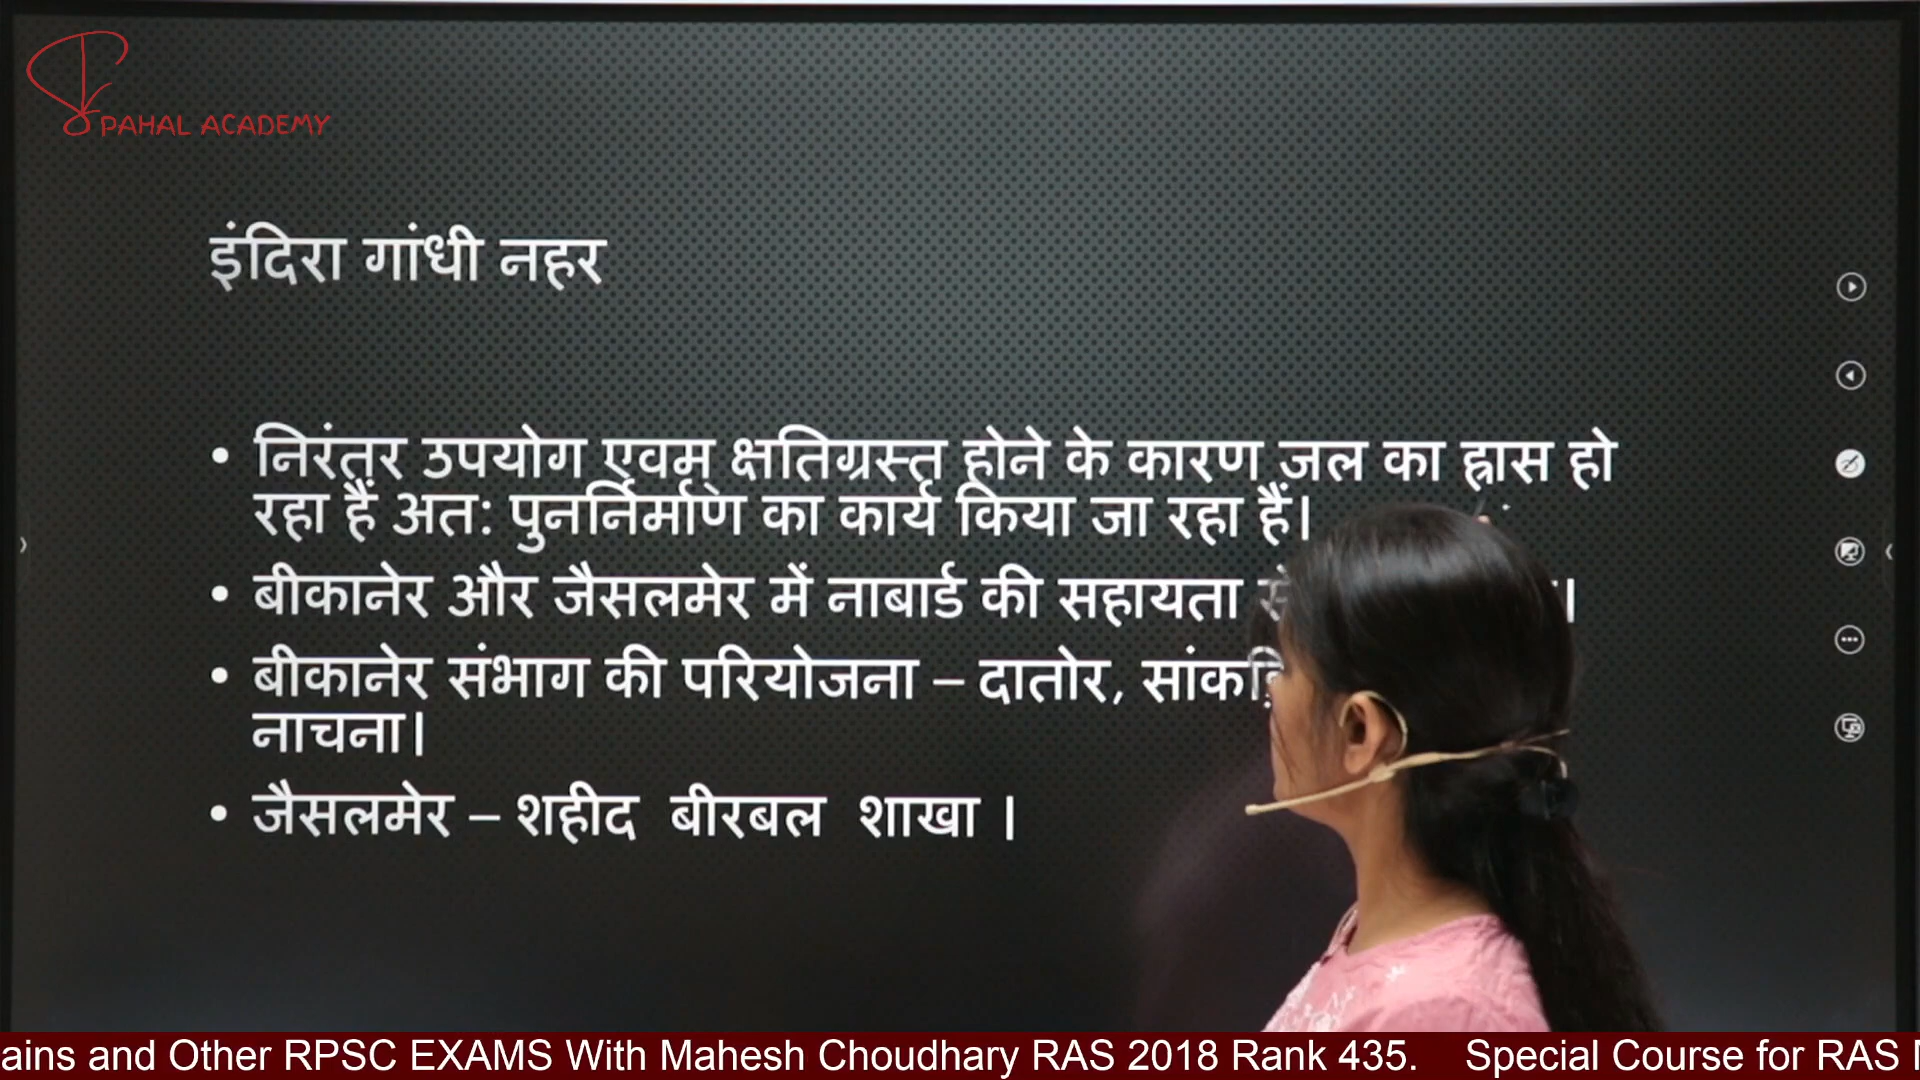 PAHAL ACADEMY
इंदिरा गांधी नहर
• निरंतर उपयोग एवम् क्षतिग्रस्त होने के कारण जल का ह्रास हो
रहा हैं अत: पुनर्निर्माण का कार्य किया जा रहा हैं।
• बीकानेर और जैसलमेर में नाबार्ड की सहायता
• बीकानेर संभाग की परियोजना – दातोर,
नाचना।
• जैसलमेर – शहीद बीरबल शाखा ।
ains and Other RPSC EXAMS With Mahesh Choudhary RAS 2018 Rank 435. Special Course for RAS